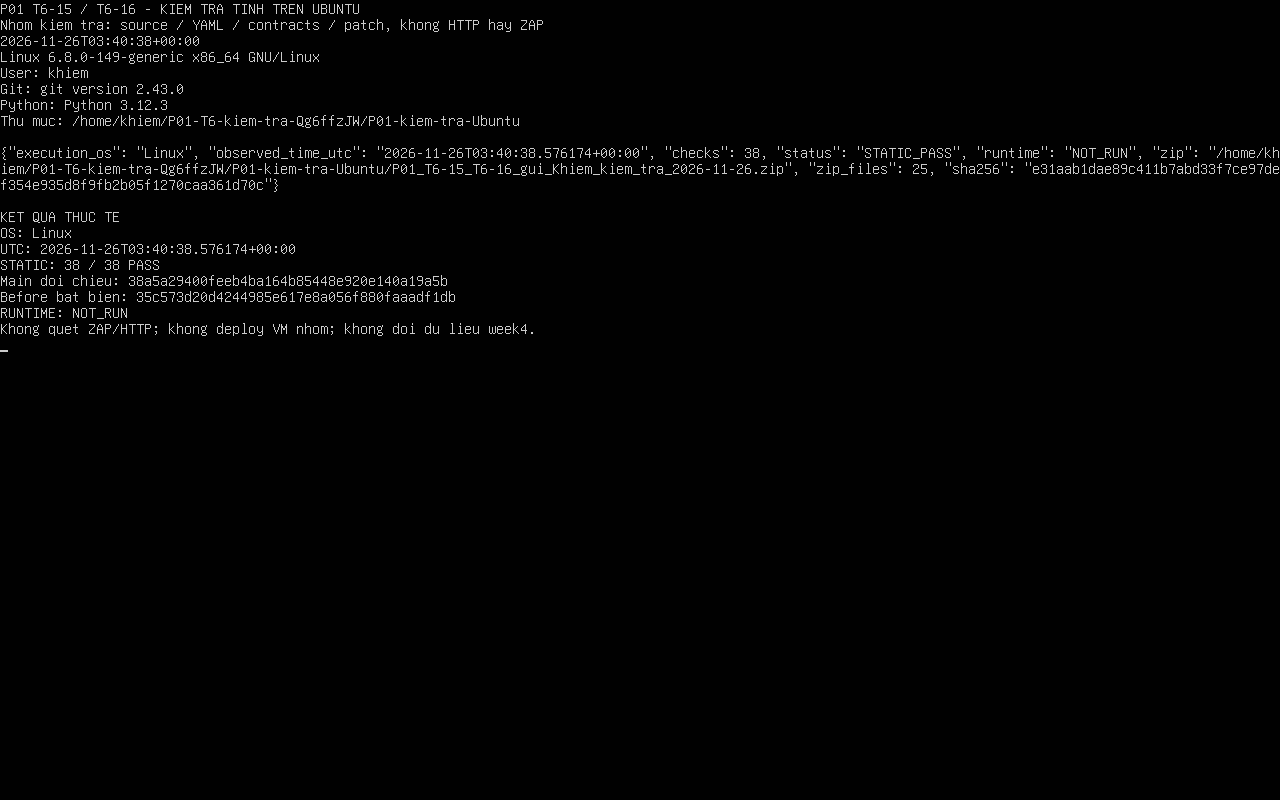 P01 T6-15 / T6-16 - KIEM TRA TINH TREN UBUNTU
Nhom kiem tra: source / YAML / contracts / patch, khong HTTP hay ZAP
2026-11-26T03:40:38+00:00
Linux 6.8.0-149-generic x86_64 GNU/Linux
User: khiem
Git: git version 2.43.0
Python: Python 3.12.3
Thu muc: /home/khiem/P01-T6-kiem-tra-Qg6ffzJW/P01-kiem-tra-Ubuntu
{"execution_os": "Linux", "observed_time_utc": "2026-11-26T03:40:38.576174+00:00", "checks": 38, "status": "STATIC_PASS", "runtime": "NOT_RUN", "zip": "/home/kh
iem/P01-T6-kiem-tra-Qg6ffzJW/P01-kiem-tra-Ubuntu/P01_T6-15_T6-16_gui_Khiem_kiem_tra_2026-11-26.zip", "zip_files": 25, "sha256": "e31aab1dae89c411b7abd33f7ce97de
f354e935d8f9fb2b05f1270caa361d70c"}
KET QUA THUC TE
OS: Linux
UTC: 2026-11-26T03:40:38.576174+00:00
STATIC: 38 / 38 PASS
Main doi chieu: 38a5a29400feeb4ba164b85448e920e140a19a5b
Before bat bien: 35c573d20d4244985e617e8a056f880faaadf1db
RUNTIME: NOT_RUN
Khong quet ZAP/HTTP; khong deploy VM nhom; khong doi du lieu week4.